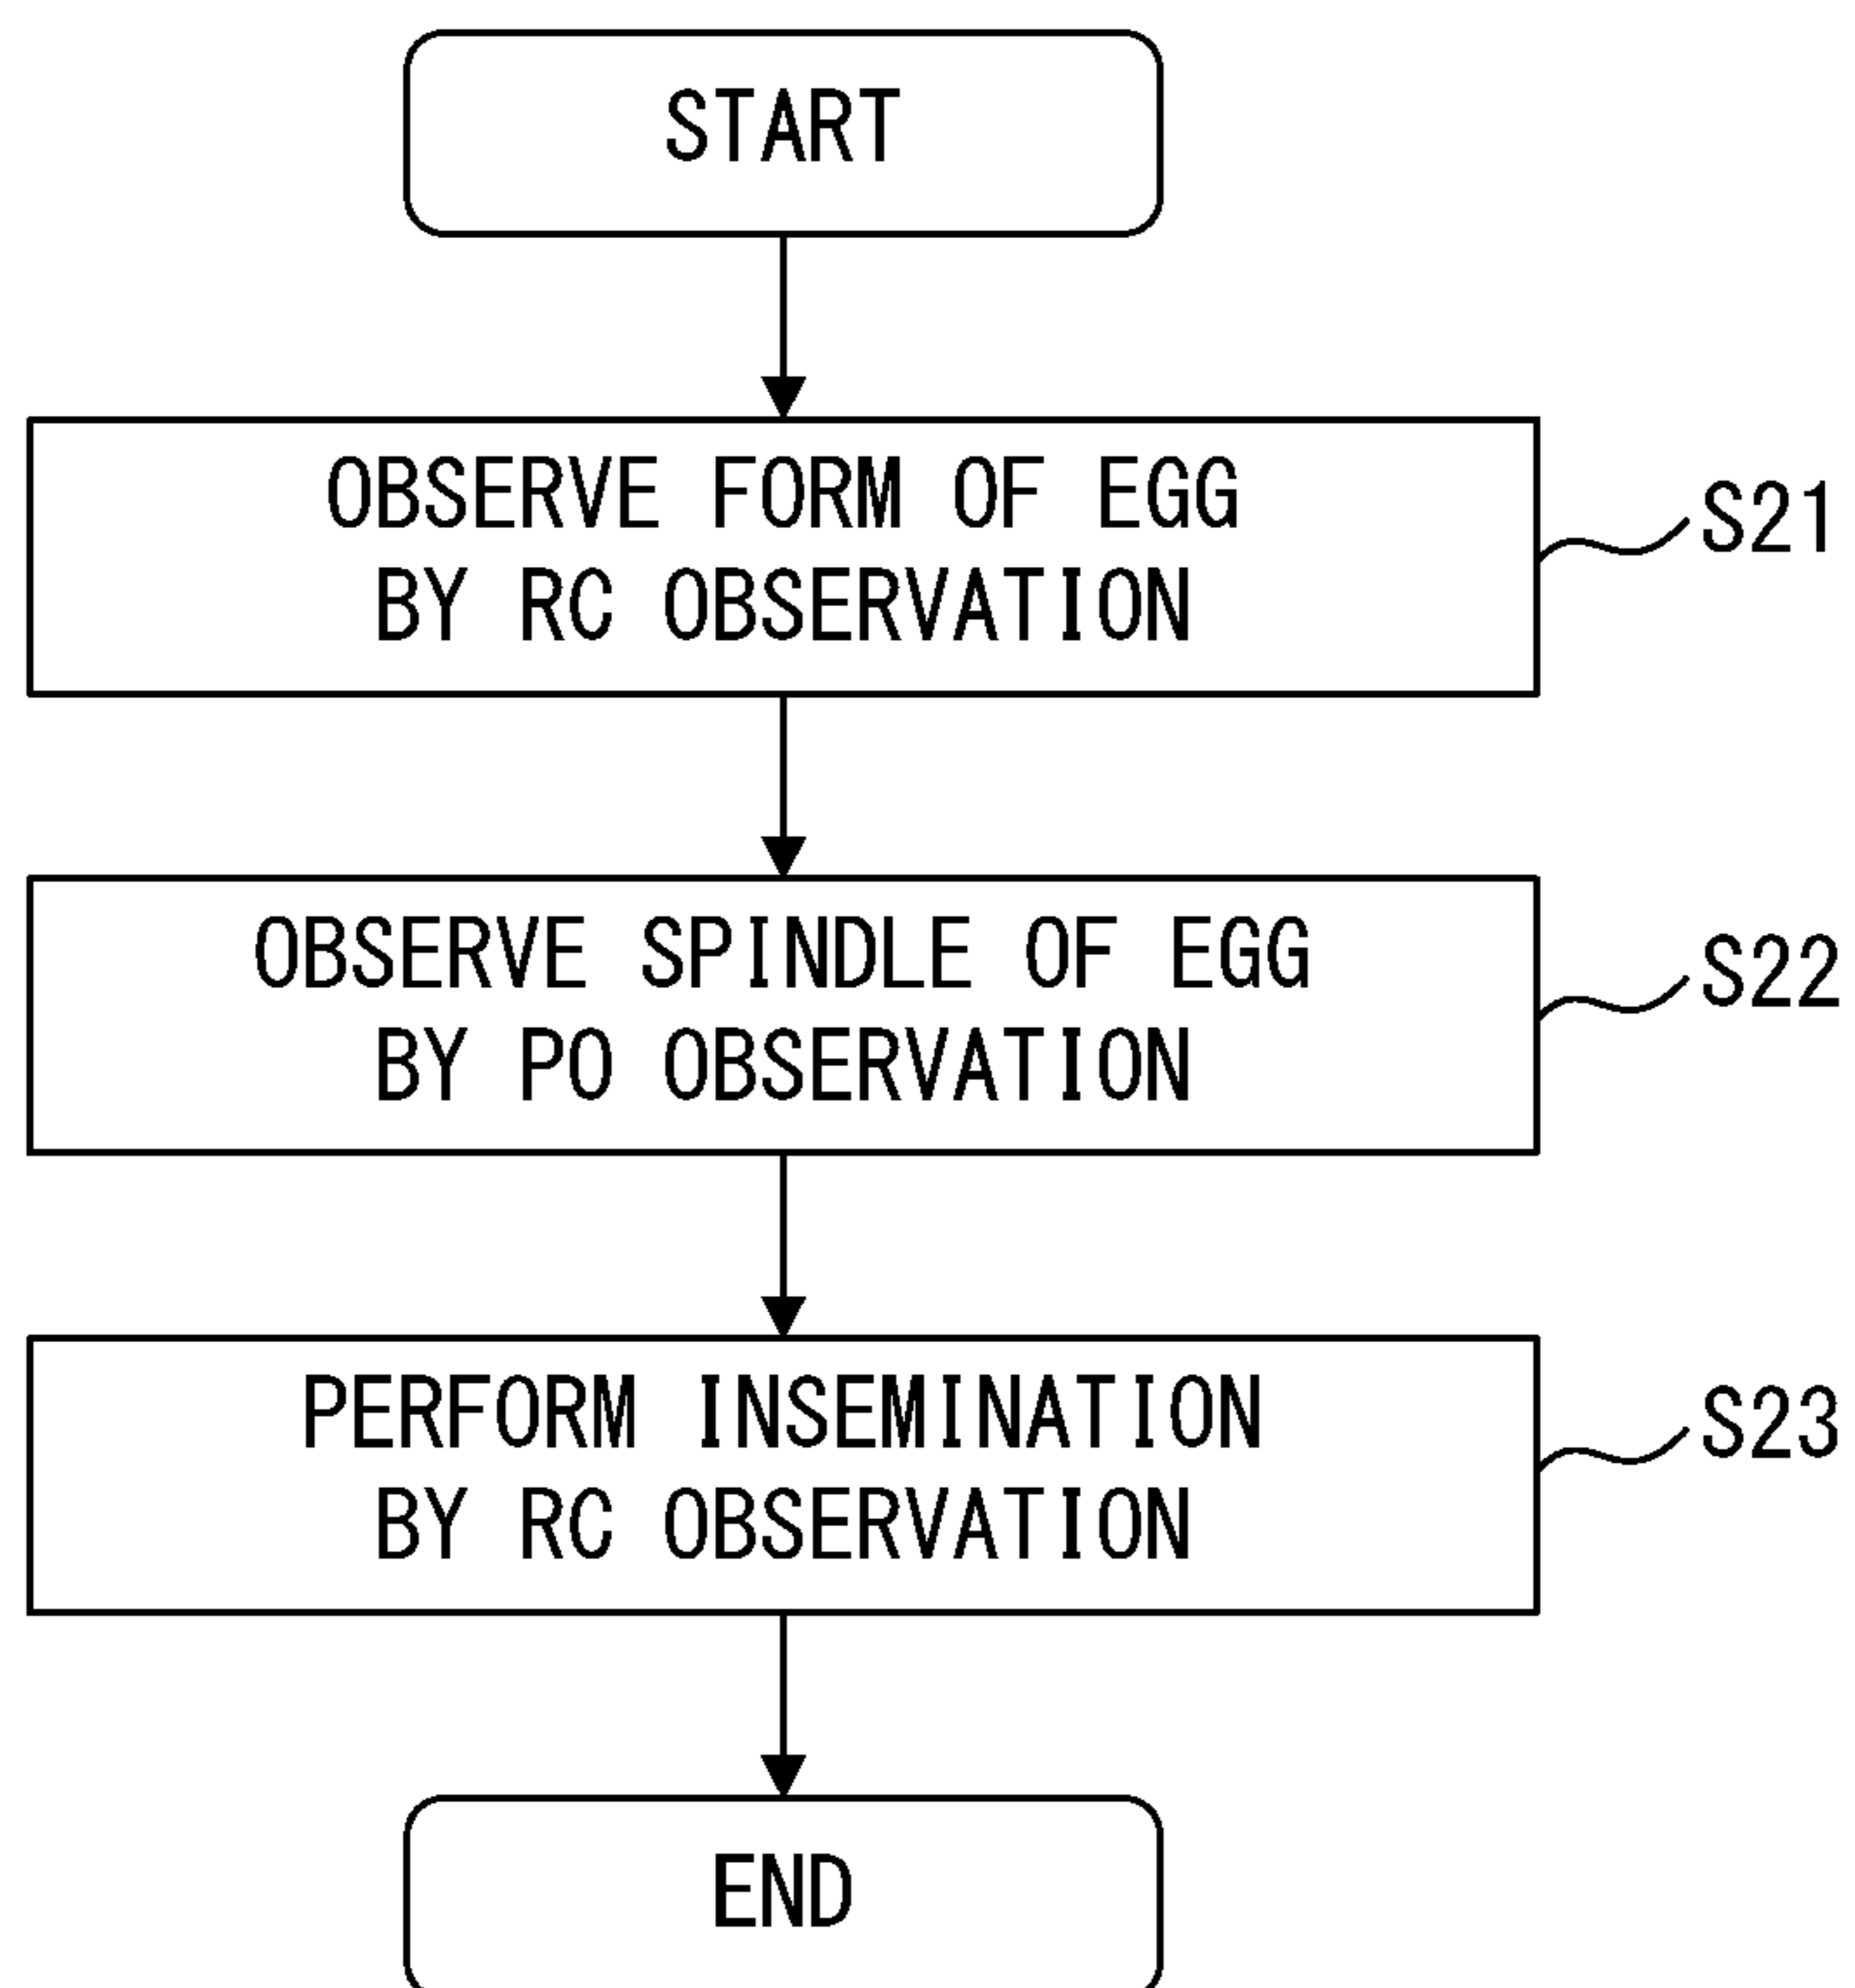 START
OBSERVE FORM OF EGG
BY RC OBSERVATION
S21
OBSERVE SPINDLE OF EGG
BY PO OBSERVATION
S22
PERFORM INSEMINATION
BY RC OBSERVATION
S23
END